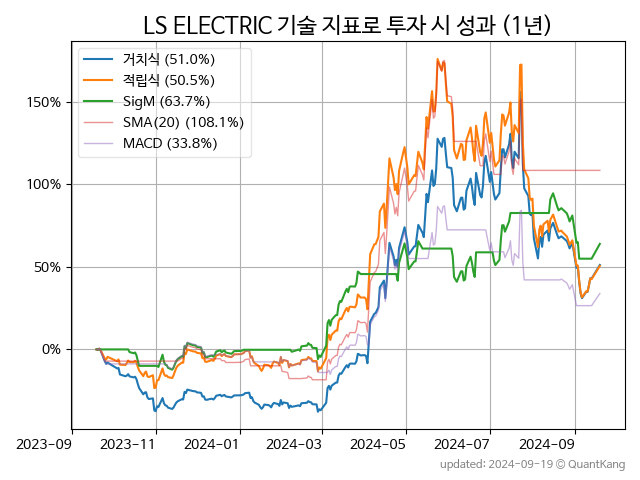 LS ELECTRIC 기술 지표로 투자 시 성과 (1년)
거치식 (51.0%)
적립식 (50.5%)
SigM (63.7%)
SMA(20) (108.1%)
MACD (33.8%)
150%
100%
50%
0%
2023-09 2023-11 2024-01 2024-03 2024-05 2024-07 2024-09
updated: 2024-09-19 © QuantKang